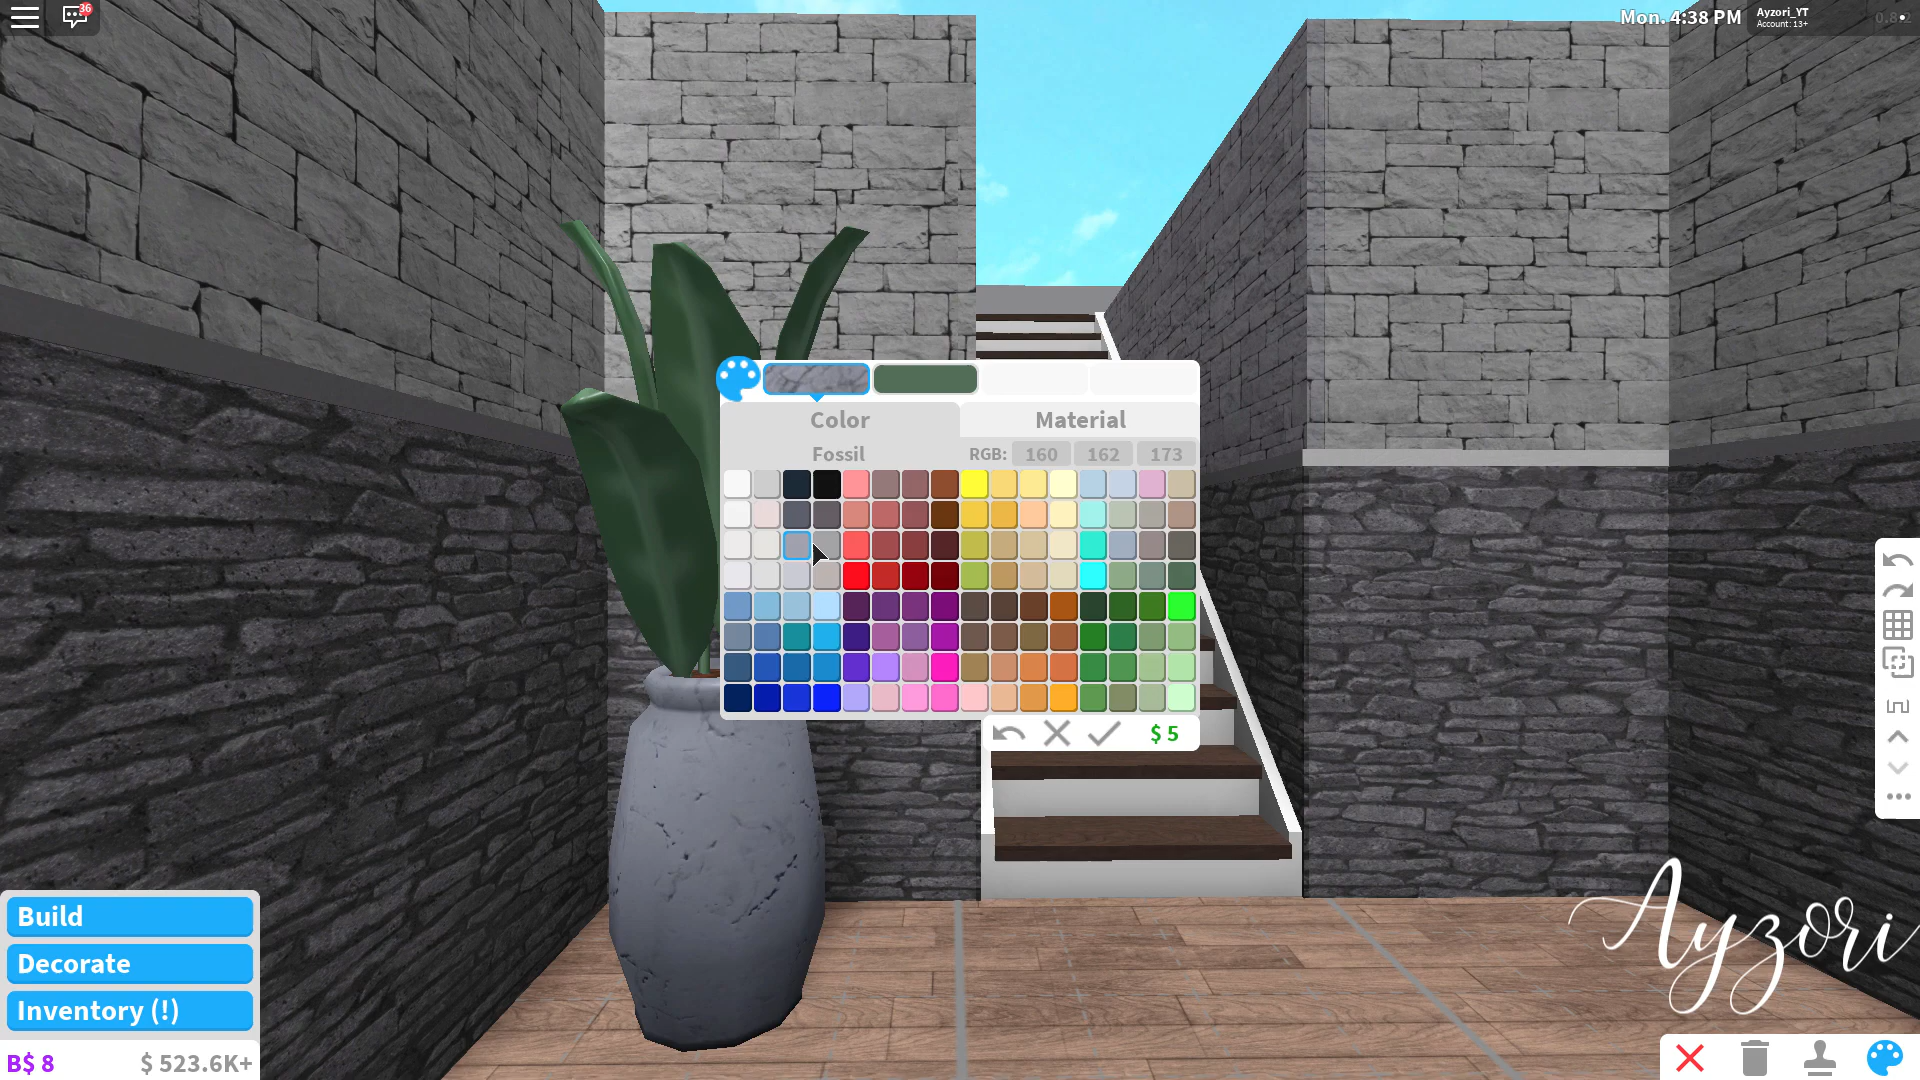 36
Mon. 4:38 PM
Ayzori_YT
Account: 13+
Color
Material
Fossil
RGB: 160 162 173
$ 5
Build
Decorate
Inventory (!)
B$ 8
$ 523.6K+
Ayzori